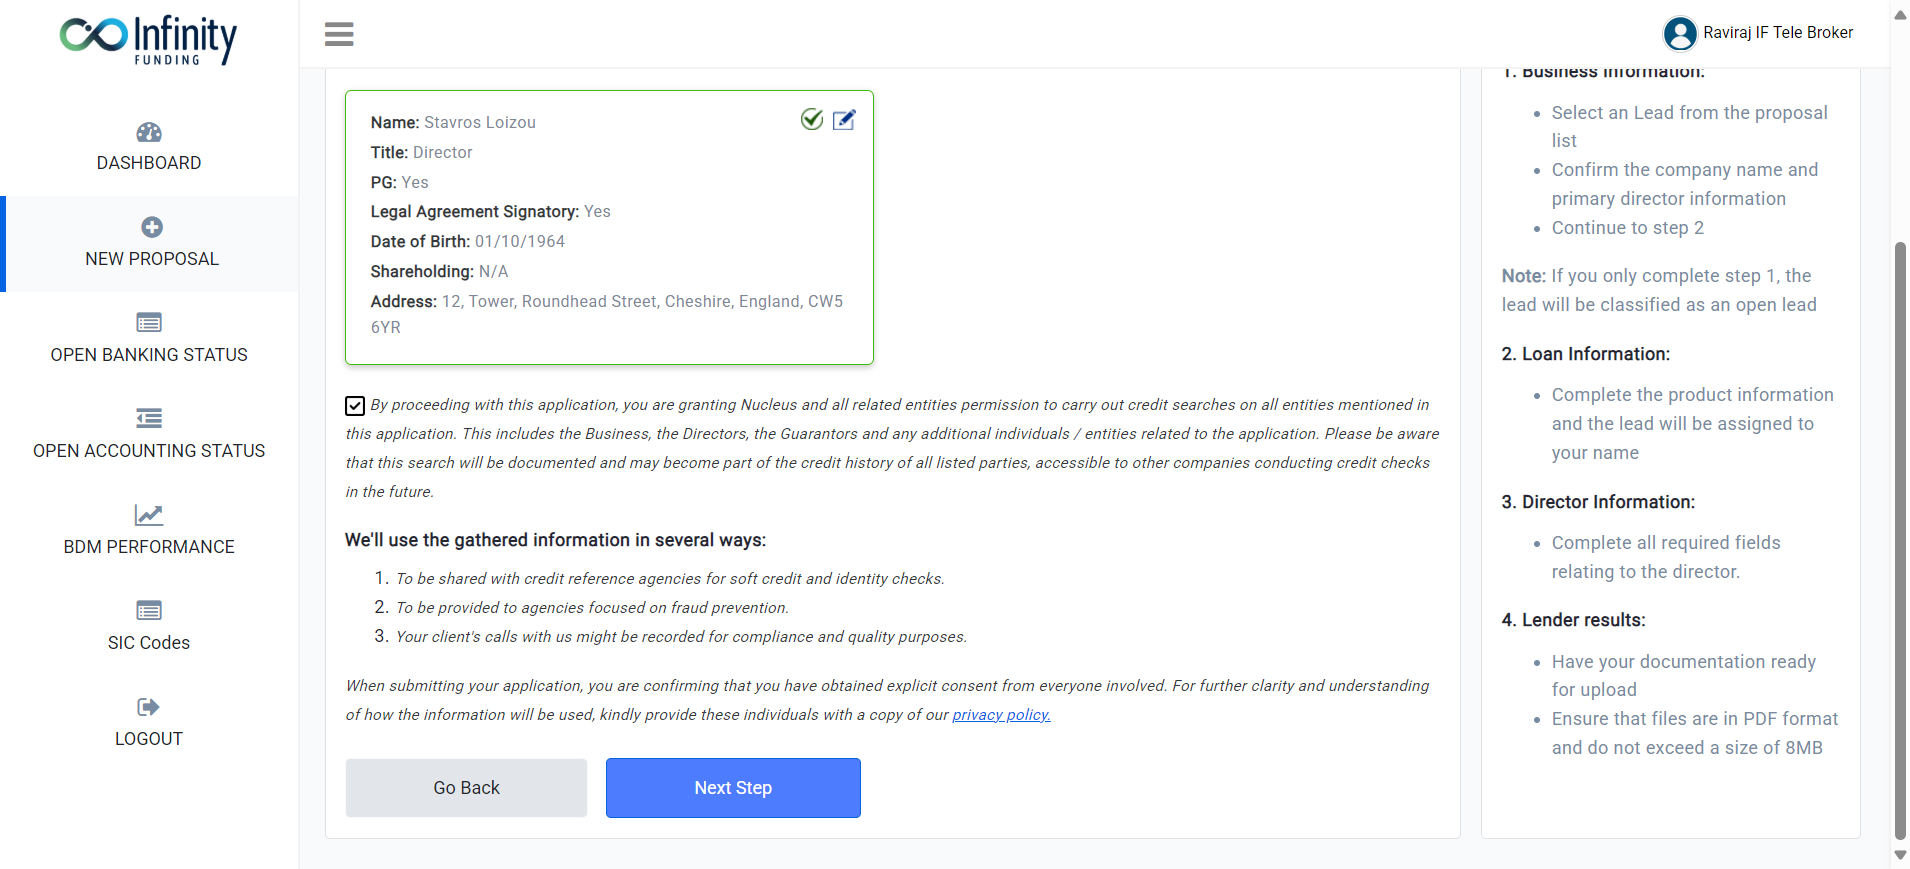 Infinity
FUNDING
Raviraj IF Tele Broker
DASHBOARD
NEW PROPOSAL
OPEN BANKING STATUS
OPEN ACCOUNTING STATUS
BDM PERFORMANCE
SIC Codes
LOGOUT
Name: Stavros Loizou
Title: Director
PG: Yes
Legal Agreement Signatory: Yes
Date of Birth: 01/10/1964
Shareholding: N/A
Address: 12, Tower, Roundhead Street, Cheshire, England, CW5
6YR
By proceeding with this application, you are granting Nucleus and all related entities permission to carry out credit searches on all entities mentioned in
this application. This includes the Business, the Directors, the Guarantors and any additional individuals / entities related to the application. Please be aware
that this search will be documented and may become part of the credit history of all listed parties, accessible to other companies conducting credit checks
in the future.
We'll use the gathered information in several ways:
1. To be shared with credit reference agencies for soft credit and identity checks.
2. To be provided to agencies focused on fraud prevention.
3. Your client's calls with us might be recorded for compliance and quality purposes.
When submitting your application, you are confirming that you have obtained explicit consent from everyone involved. For further clarity and understanding
of how the information will be used, kindly provide these individuals with a copy of our privacy policy.
Go Back
Next Step
1. Business Information:
Select an Lead from the proposal
list
Confirm the company name and
primary director information
Continue to step 2
Note: If you only complete step 1, the
lead will be classified as an open lead
2. Loan Information:
Complete the product information
and the lead will be assigned to
your name
3. Director Information:
Complete all required fields
relating to the director.
4. Lender results:
Have your documentation ready
for upload
Ensure that files are in PDF format
and do not exceed a size of 8MB